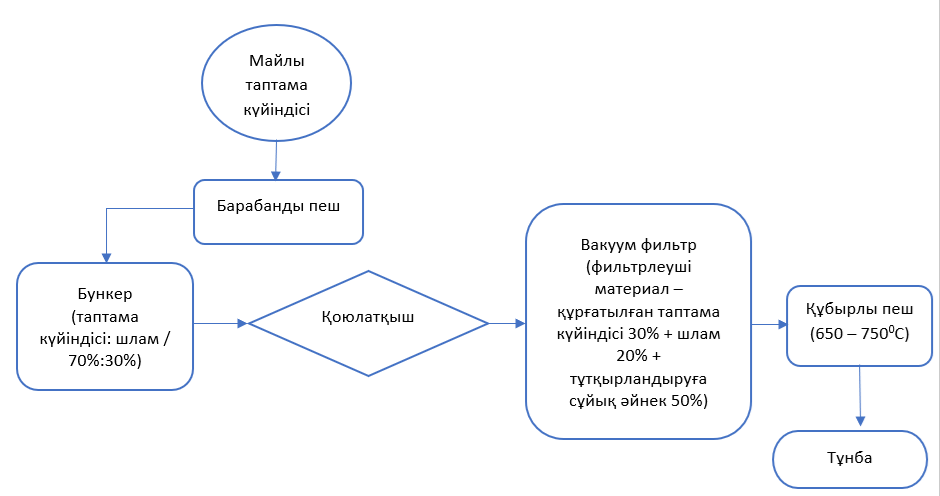 Майлы
таптама
күйіндісі
Барабанды пеш
Бункер
(таптама
күйіндісі: шлам /
70%:30%)
Қоюлатқыш
Вакуум фильтр
(фильтрлеуші
материал –
құрғатылған таптама
күйіндісі 30% + шлам
20% +
тұтқырландыруға
сұйық әйнек 50%)
Құбырлы пеш
(650 – 750⁰С)
Тұнба